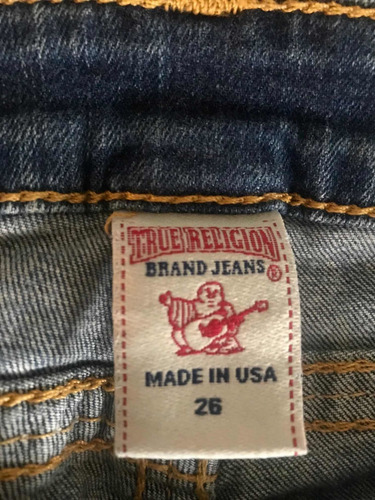 TRUE RELIGION
BRAND JEANS ®
MADE IN USA
26